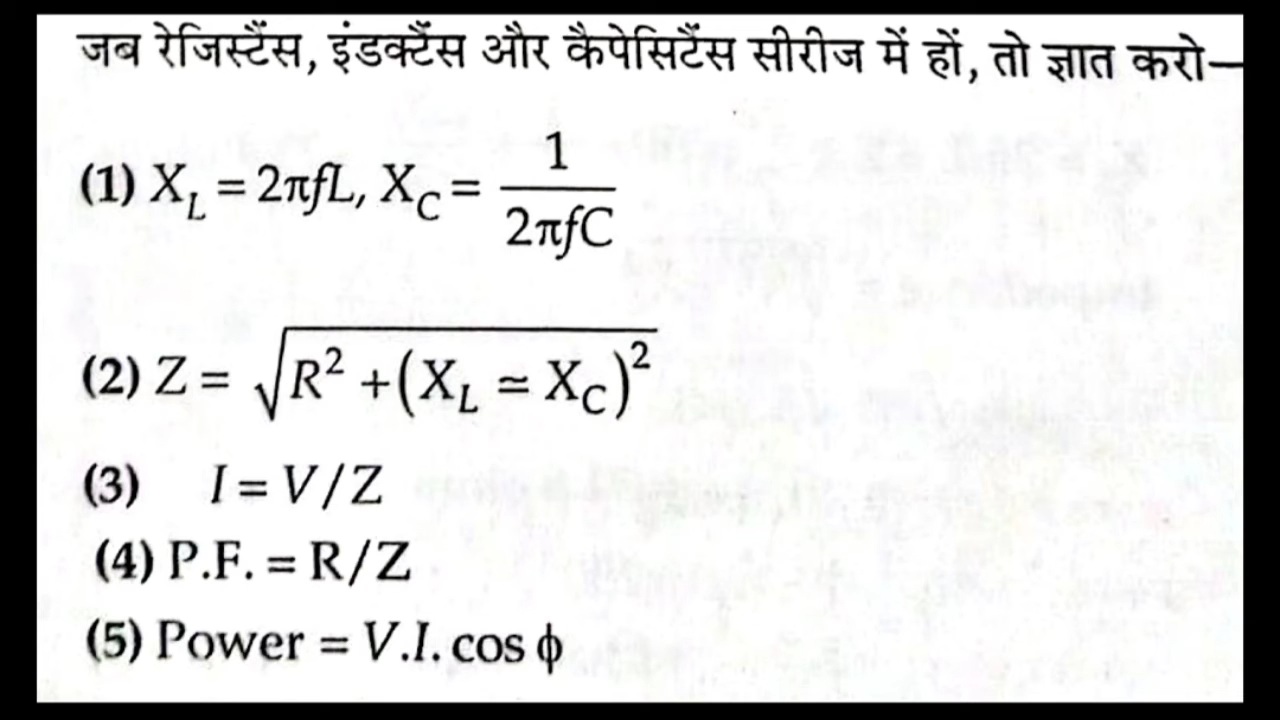 जब रेजिस्टैंस, इंडक्टैंस और कैपेसिटैंस सीरीज में हों, तो ज्ञात करो—
(1) X_L = 2πfL, X_C = 1/(2πfC)
(2) Z = √(R² + (X_L ≃ X_C)²)
(3) I = V/Z
(4) P.F. = R/Z
(5) Power = V.I. cos ϕ